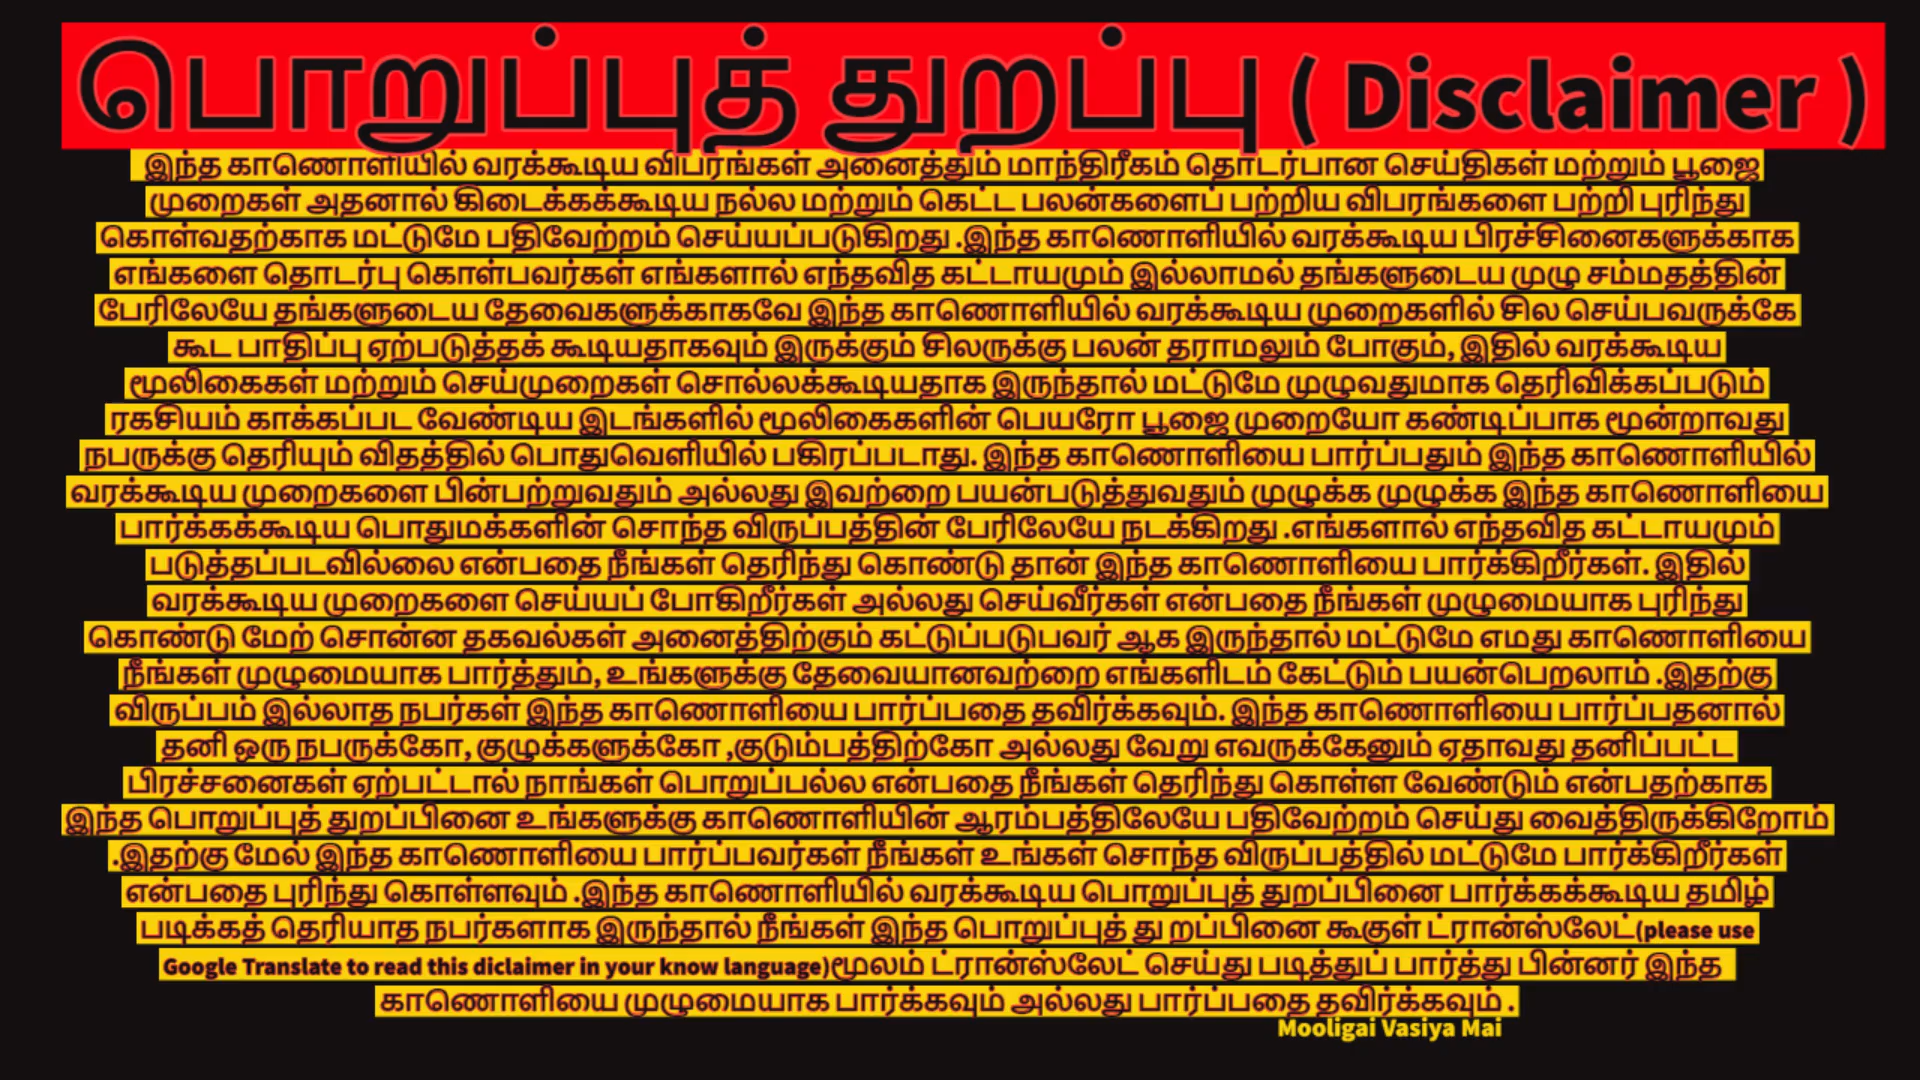 பொறுப்புத் துறப்பு ( Disclaimer )
இந்த காணொளியில் வரக்கூடிய விபரங்கள் அனைத்தும் மாந்திரீகம் தொடர்பான செய்திகள் மற்றும் பூஜை
முறைகள் அதனால் கிடைக்கக்கூடிய நல்ல மற்றும் கெட்ட பலன்களைப் பற்றிய விபரங்களை பற்றி புரிந்து
கொள்வதற்காக மட்டுமே பதிவேற்றம் செய்யப்படுகிறது .இந்த காணொளியில் வரக்கூடிய பிரச்சினைகளுக்காக
எங்களை தொடர்பு கொள்பவர்கள் எங்களால் எந்தவித கட்டாயமும் இல்லாமல் தங்களுடைய முழு சம்மதத்தின்
பேரிலேயே தங்களுடைய தேவைகளுக்காகவே இந்த காணொளியில் வரக்கூடிய முறைகளில் சில செய்பவருக்கே
கூட பாதிப்பு ஏற்படுத்தக் கூடியதாகவும் இருக்கும் சிலருக்கு பலன் தராமலும் போகும், இதில் வரக்கூடிய
மூலிகைகள் மற்றும் செய்முறைகள் சொல்லக்கூடியதாக இருந்தால் மட்டுமே முழுவதுமாக தெரிவிக்கப்படும்
ரகசியம் காக்கப்பட வேண்டிய இடங்களில் மூலிகைகளின் பெயரோ பூஜை முறையோ கண்டிப்பாக மூன்றாவது
நபருக்கு தெரியும் விதத்தில் பொதுவெளியில் பகிரப்படாது. இந்த காணொளியை பார்ப்பதும் இந்த காணொளியில்
வரக்கூடிய முறைகளை பின்பற்றுவதும் அல்லது இவற்றை பயன்படுத்துவதும் முழுக்க முழுக்க இந்த காணொளியை
பார்க்கக்கூடிய பொதுமக்களின் சொந்த விருப்பத்தின் பேரிலேயே நடக்கிறது .எங்களால் எந்தவித கட்டாயமும்
படுத்தப்படவில்லை என்பதை நீங்கள் தெரிந்து கொண்டு தான் இந்த காணொளியை பார்க்கிறீர்கள். இதில்
வரக்கூடிய முறைகளை செய்யப் போகிறீர்கள் அல்லது செய்வீர்கள் என்பதை நீங்கள் முழுமையாக புரிந்து
கொண்டு மேற் சொன்ன தகவல்கள் அனைத்திற்கும் கட்டுப்படுபவர் ஆக இருந்தால் மட்டுமே எமது காணொளியை
நீங்கள் முழுமையாக பார்த்தும், உங்களுக்கு தேவையானவற்றை எங்களிடம் கேட்டும் பயன்பெறலாம் .இதற்கு
விருப்பம் இல்லாத நபர்கள் இந்த காணொளியை பார்ப்பதை தவிர்க்கவும். இந்த காணொளியை பார்ப்பதனால்
தனி ஒரு நபருக்கோ, குழுக்களுக்கோ ,குடும்பத்திற்கோ அல்லது வேறு எவருக்கேனும் ஏதாவது தனிப்பட்ட
பிரச்சனைகள் ஏற்பட்டால் நாங்கள் பொறுப்பல்ல என்பதை நீங்கள் தெரிந்து கொள்ள வேண்டும் என்பதற்காக
இந்த பொறுப்புத் துறப்பினை உங்களுக்கு காணொளியின் ஆரம்பத்திலேயே பதிவேற்றம் செய்து வைத்திருக்கிறோம்
.இதற்கு மேல் இந்த காணொளியை பார்ப்பவர்கள் நீங்கள் உங்கள் சொந்த விருப்பத்தில் மட்டுமே பார்க்கிறீர்கள்
என்பதை புரிந்து கொள்ளவும் .இந்த காணொளியில் வரக்கூடிய பொறுப்புத் துறப்பினை பார்க்கக்கூடிய தமிழ்
படிக்கத் தெரியாத நபர்களாக இருந்தால் நீங்கள் இந்த பொறுப்புத் து றப்பினை கூகுள் ட்ரான்ஸ்லேட்(please use
Google Translate to read this diclaimer in your know language)மூலம் ட்ரான்ஸ்லேட் செய்து படித்துப் பார்த்து பின்னர் இந்த
காணொளியை முழுமையாக பார்க்கவும் அல்லது பார்ப்பதை தவிர்க்கவும் .
Mooligai Vasiya Mai